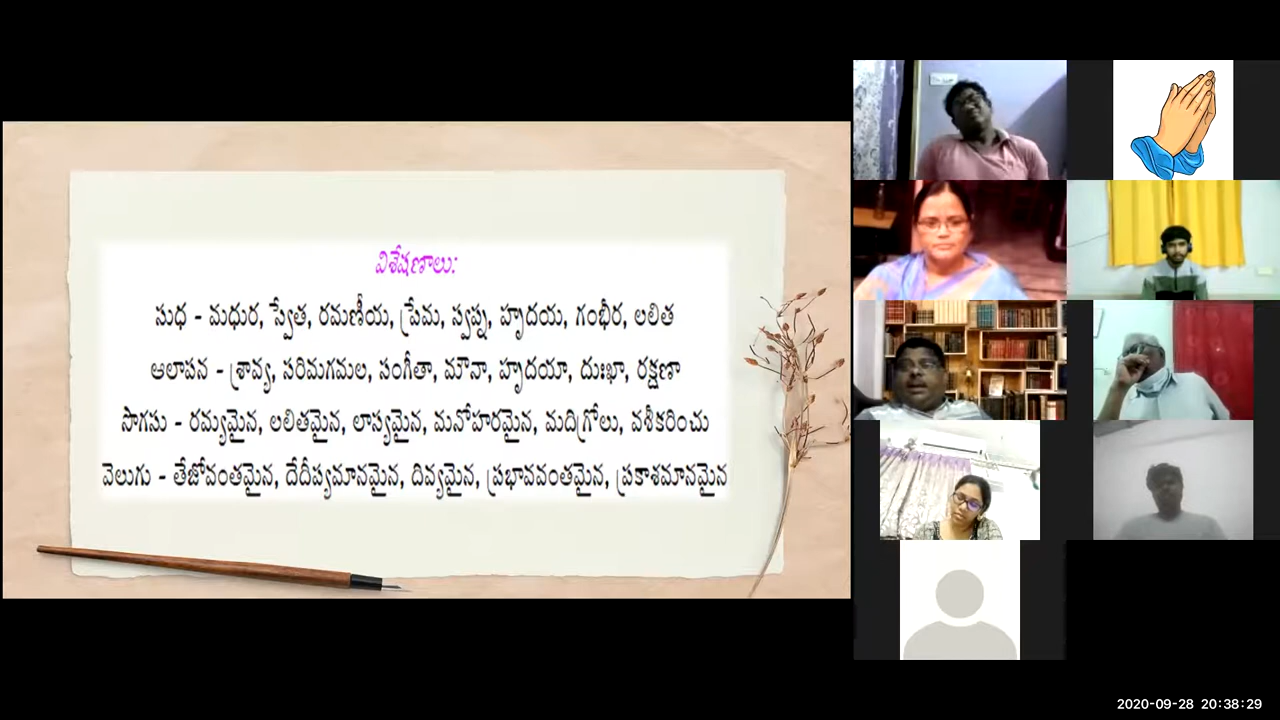 విశేషణాలు:
సుధ - మధుర, స్వేత, రమణీయ, ప్రేమ, స్వప్న, హృదయ, గంభీర, లలిత
ఆలాపన - శ్రావ్య, సరిమగమల, సంగీతా, మౌనా, హృదయా, దుఃఖా, రక్షణా
సొగసు - రమ్యమైన, లలితమైన, లాస్యమైన, మనోహరమైన, మదిగ్రోలు, వశీకరించు
వెలుగు - తేజోవంతమైన, దేదీప్యమానమైన, దివ్యమైన, ప్రభావవంతమైన, ప్రకాశమానమైన
2020-09-28 20:38:29